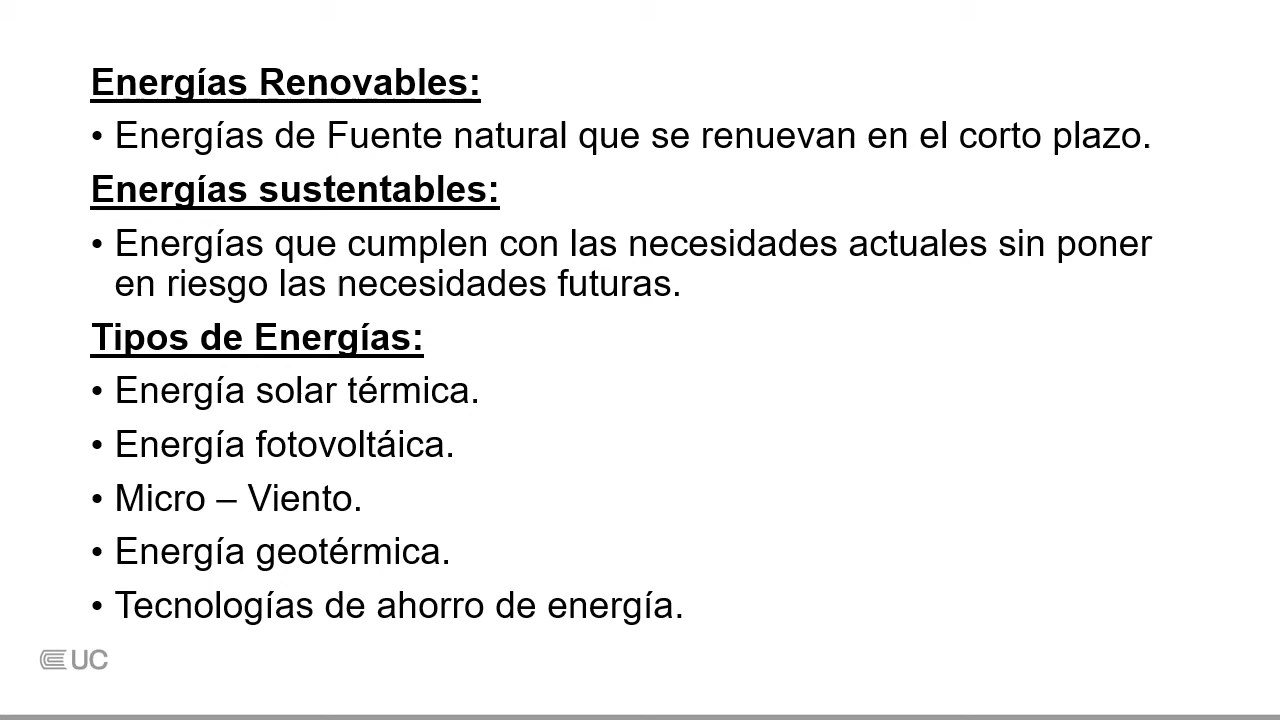 Energías Renovables:
• Energías de Fuente natural que se renuevan en el corto plazo.
Energías sustentables:
• Energías que cumplen con las necesidades actuales sin poner
en riesgo las necesidades futuras.
Tipos de Energías:
• Energía solar térmica.
• Energía fotovoltáica.
• Micro – Viento.
• Energía geotérmica.
• Tecnologías de ahorro de energía.
UC